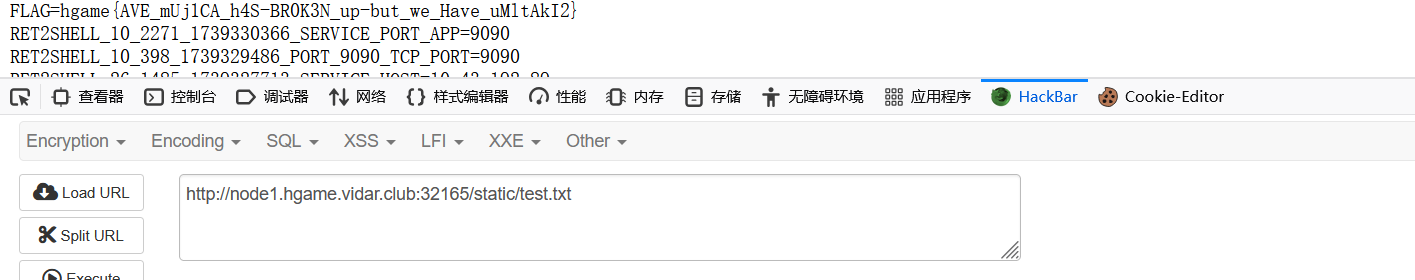 FLAG=hgame{AVE_mUj1CA_h4S-BR0K3N_up-but_we_Have_uMltAkI2}
RET2SHELL_10_2271_1739330366_SERVICE_PORT_APP=9090
RET2SHELL_10_398_1739329486_PORT_9090_TCP_PORT=9090
查看器 控制台 调试器 网络 样式编辑器 性能 内存 存储 无障碍环境 应用程序 HackBar Cookie-Editor
Encryption Encoding SQL XSS LFI XXE Other
Load URL http://node1.hgame.vidar.club:32165/static/test.txt
Split URL
Execute